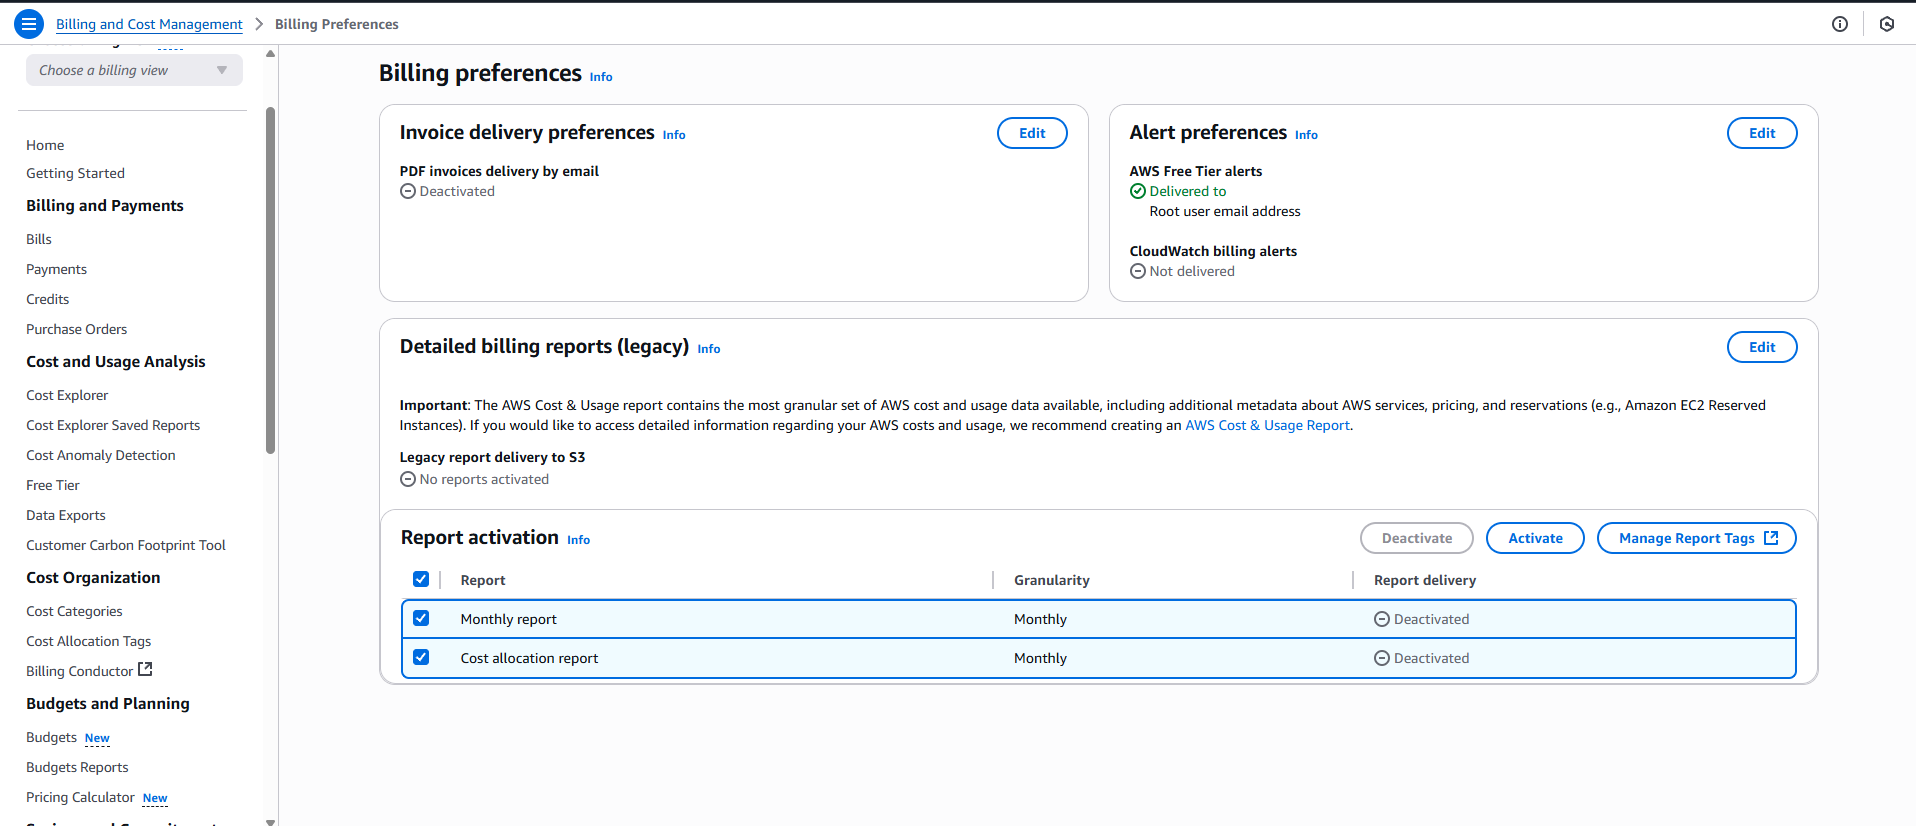 Billing and Cost Management > Billing Preferences
Choose a billing view
Home
Getting Started
Billing and Payments
Bills
Payments
Credits
Purchase Orders
Cost and Usage Analysis
Cost Explorer
Cost Explorer Saved Reports
Cost Anomaly Detection
Free Tier
Data Exports
Customer Carbon Footprint Tool
Cost Organization
Cost Categories
Cost Allocation Tags
Billing Conductor
Budgets and Planning
Budgets New
Budgets Reports
Pricing Calculator New
Billing preferences Info
Invoice delivery preferences Info
Edit
PDF invoices delivery by email
Deactivated
Alert preferences Info
Edit
AWS Free Tier alerts
Delivered to
Root user email address
CloudWatch billing alerts
Not delivered
Detailed billing reports (legacy) Info
Edit
Important: The AWS Cost & Usage report contains the most granular set of AWS cost and usage data available, including additional metadata about AWS services, pricing, and reservations (e.g., Amazon EC2 Reserved
Instances). If you would like to access detailed information regarding your AWS costs and usage, we recommend creating an AWS Cost & Usage Report.
Legacy report delivery to S3
No reports activated
Report activation Info
Deactivate Activate Manage Report Tags
Report Granularity Report delivery
Monthly report Monthly Deactivated
Cost allocation report Monthly Deactivated